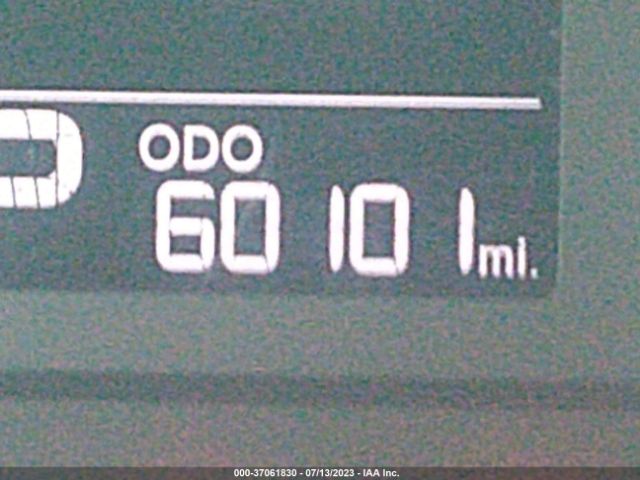 ODO
60101 mi.
000-37061830 - 07/13/2023 - IAA Inc.